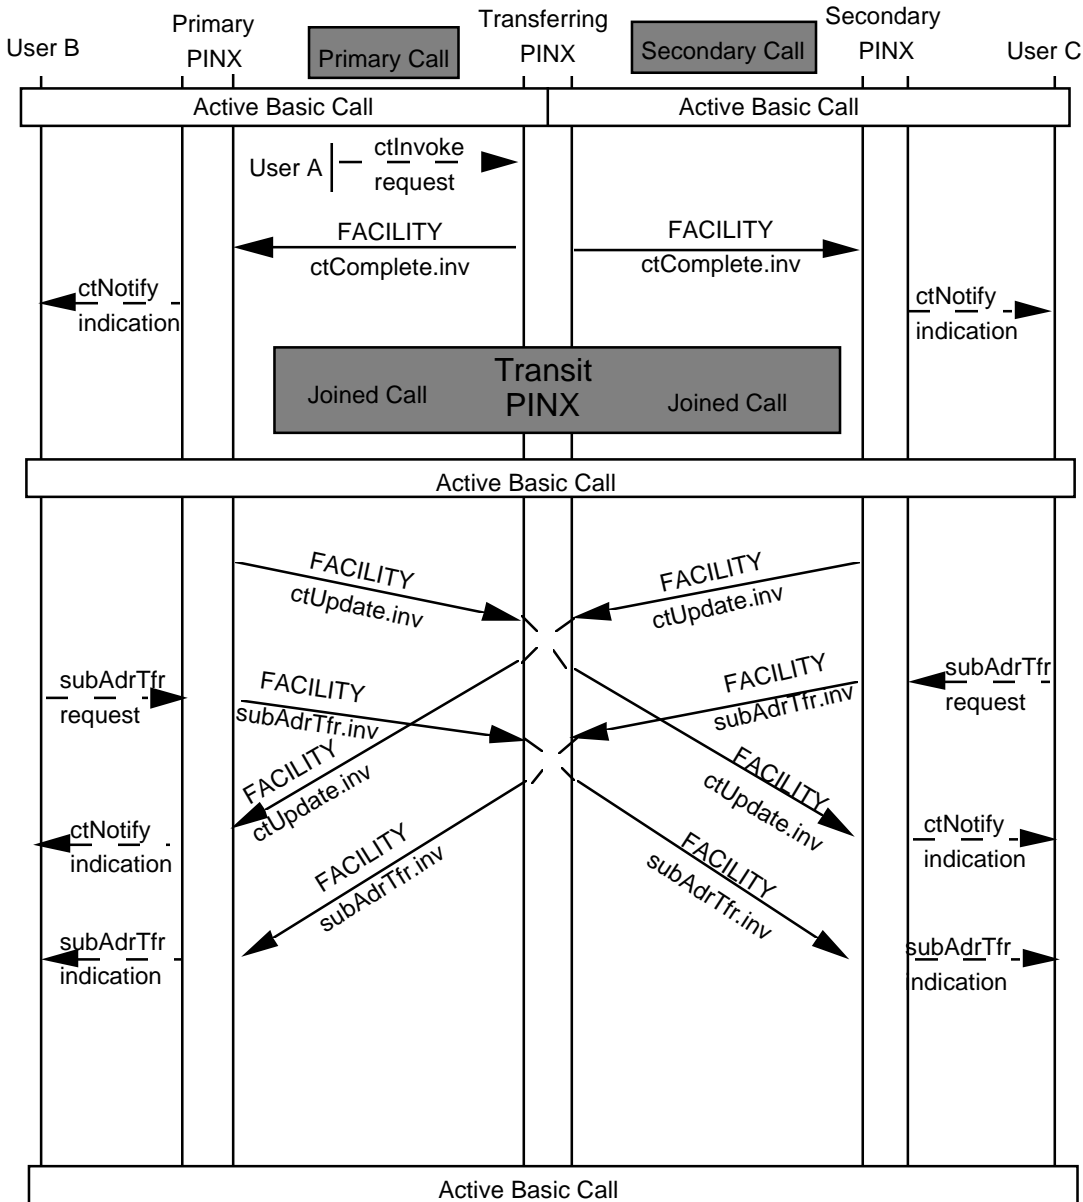 User B
Primary
PINX
Primary Call
Transferring
PINX
Secondary Call
Secondary
PINX
User C
Active Basic Call
Active Basic Call
User A
ctInvoke
request
FACILITY
ctComplete.inv
FACILITY
ctComplete.inv
ctNotify
indication
ctNotify
indication
Joined Call
Transit
PINX
Joined Call
Active Basic Call
FACILITY
ctUpdate.inv
FACILITY
ctUpdate.inv
subAdrTfr
request
FACILITY
subAdrTfr.inv
FACILITY
subAdrTfr.inv
subAdrTfr
request
FACILITY
ctUpdate.inv
FACILITY
ctUpdate.inv
ctNotify
indication
FACILITY
subAdrTfr.inv
FACILITY
subAdrTfr.inv
ctNotify
indication
subAdrTfr
indication
subAdrTfr
indication
Active Basic Call